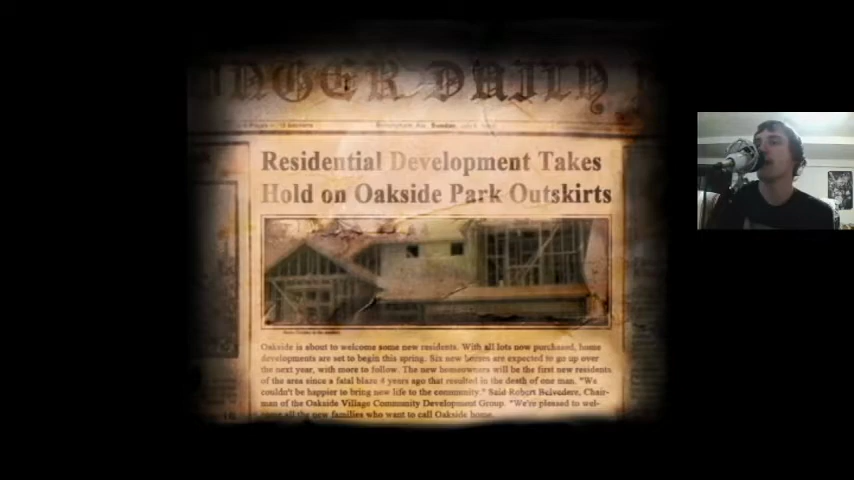 NGER DAILY
Residential Development Takes
Hold on Oakside Park Outskirts
Oakside is about to welcome some new residents. With all lots now purchased, home
developments are set to begin this spring. Six new homes are expected to go up over
the next year, with more to follow. The new homeowners will be the first new residents
of the area since a fatal blaze 4 years ago that resulted in the death of one man. "We
couldn't be happier to bring new life to the community." Said Robert Belvedere, Chair-
man of the Oakside Village Community Development Group. "We're pleased to wel-
come all the new families who want to call Oakside home.